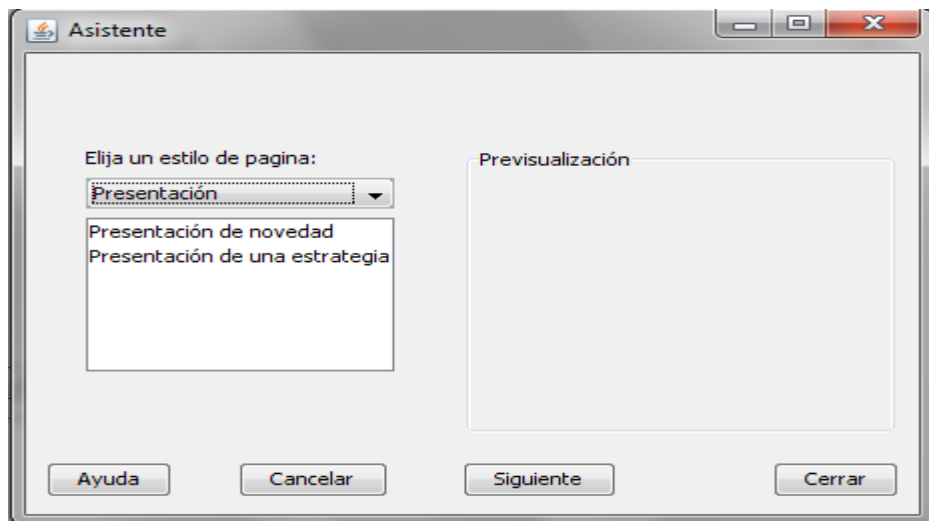 Asistente
Elija un estilo de pagina:
Presentación
Presentación de novedad
Presentación de una estrategia
Previsualización
Ayuda
Cancelar
Siguiente
Cerrar